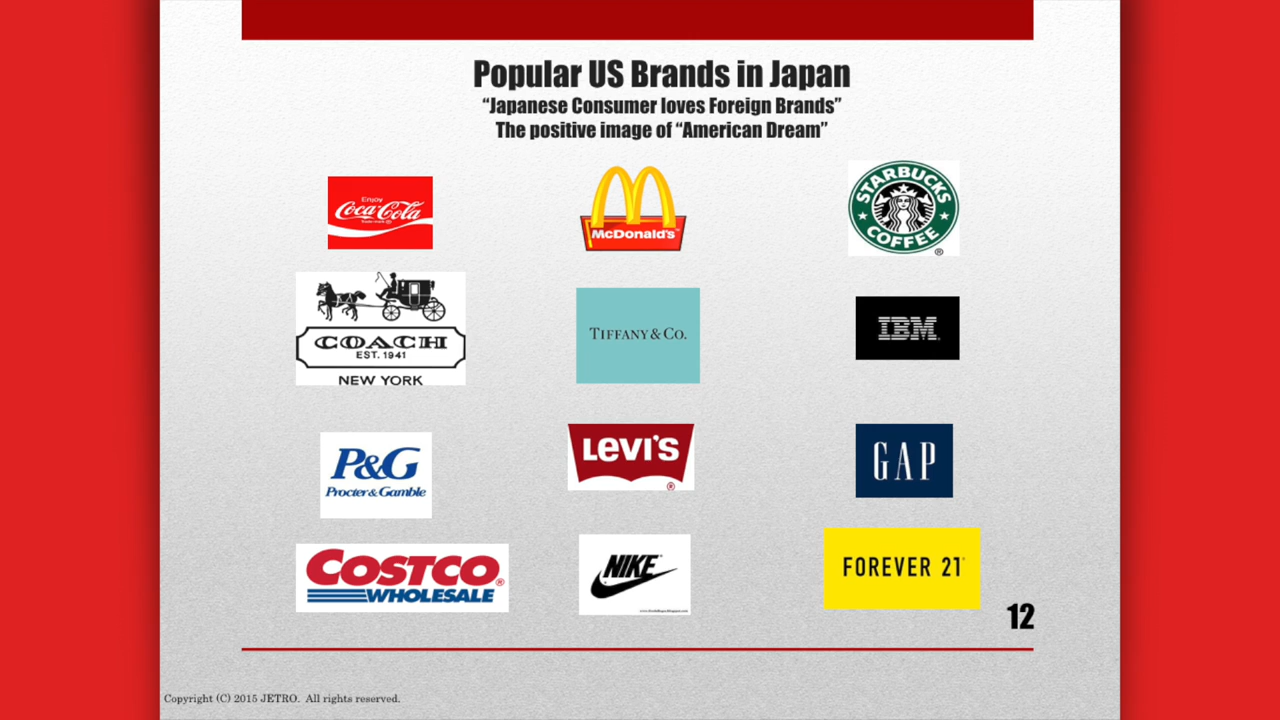 Popular US Brands in Japan
“Japanese Consumer loves Foreign Brands”
The positive image of “American Dream”
Enjoy
Coca-Cola
McDonald's
STARBUCKS
COFFEE
®
COACH
EST. 1941
NEW YORK
TIFFANY & CO.
IBM
P&G
Procter & Gamble
LEVI'S
®
GAP
COSTCO®
WHOLESALE
NIKE
FOREVER 21
12
Copyright (C) 2015 JETRO. All rights reserved.